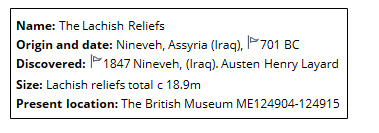 Name: The Lachish Reliefs
Origin and date: Nineveh, Assyria (Iraq), 701 BC
Discovered: 1847 Nineveh, (Iraq). Austen Henry Layard
Size: Lachish reliefs total c 18.9m
Present location: The British Museum ME124904-124915